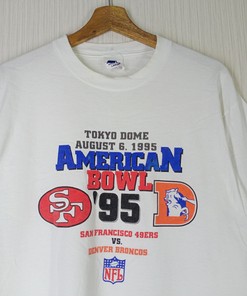 TOKYO DOME
AUGUST 6, 1995
AMERICAN
BOWL
'95
SF
D
SAN FRANCISCO 49ERS
VS.
DENVER BRONCOS
NFL